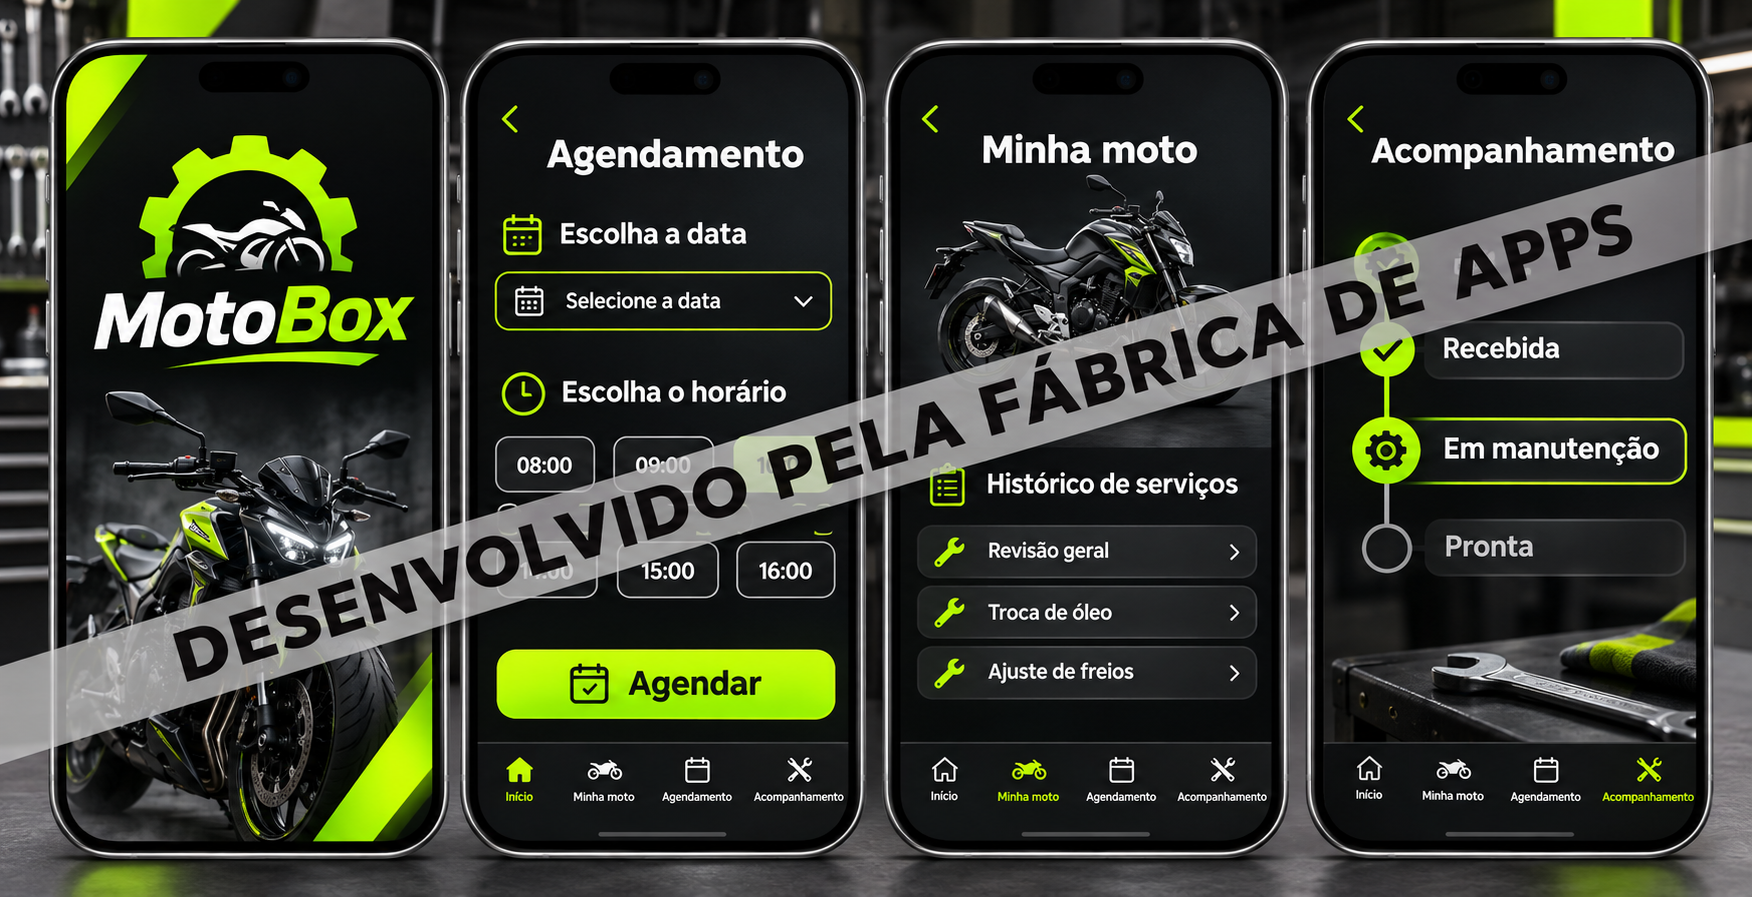 MotoBox
Agendamento
Escolha a data
Selecione a data
Escolha o horário
08:00
09:00
15:00
16:00
Agendar
Início
Minha moto
Agendamento
Acompanhamento
Minha moto
Histórico de serviços
Revisão geral
Troca de óleo
Ajuste de freios
Início
Minha moto
Agendamento
Acompanhamento
Acompanhamento
Recebida
Em manutenção
Pronta
Início
Minha moto
Agendamento
Acompanhamento
DESENVOLVIDO PELA FÁBRICA DE APPS